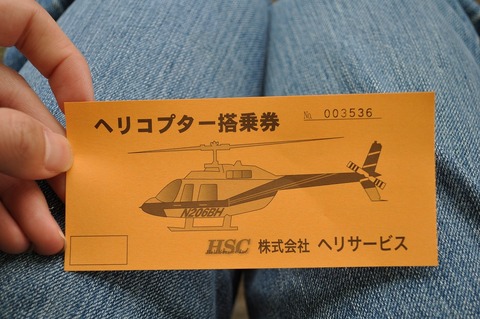 ヘリコプター搭乗券
No. 003536
N206BH
HSC 株式会社 ヘリサービス